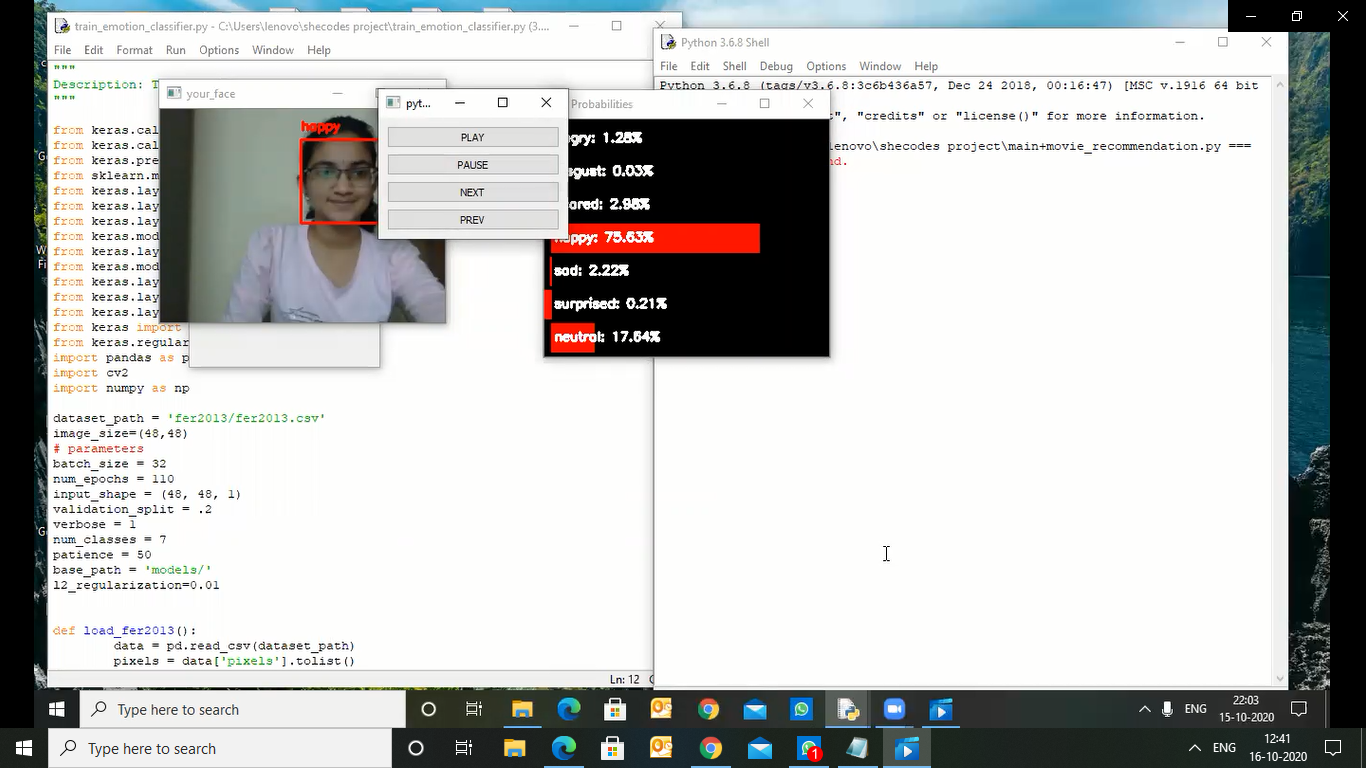 train_emotion_classifier.py - C:\Users\lenovo\shecodes project\train_emotion_classifier.py (3....
File Edit Format Run Options Window Help
"""
Description: T
"""
from keras.cal
from keras.cal
from keras.pre
from sklearn.m
from keras.lay
from keras.lay
from keras.lay
from keras.mod
from keras.lay
from keras.mod
from keras.lay
from keras.lay
from keras.lay
from keras import
from keras.regular
import pandas as p
import cv2
import numpy as np
dataset_path = 'fer2013/fer2013.csv'
image_size=(48,48)
# parameters
batch_size = 32
num_epochs = 110
input_shape = (48, 48, 1)
validation_split = .2
verbose = 1
num_classes = 7
patience = 50
base_path = 'models/'
l2_regularization=0.01
def load_fer2013():
data = pd.read_csv(dataset_path)
pixels = data['pixels'].tolist()
Ln: 12
your_face
happy
pyt...
PLAY
PAUSE
NEXT
PREV
Probabilities
gry: 1.28%
gust: 0.03%
ared: 2.98%
appy: 75.63%
sad: 2.22%
surprised: 0.21%
neutral: 17.64%
Python 3.6.8 Shell
File Edit Shell Debug Options Window Help
Python 3.6.8 (tags/v3.6.8:3c6b436a57, Dec 24 2018, 00:16:47) [MSC v.1916 64 bit
", "credits" or "license()" for more information.
lenovo\shecodes project\main+movie_recommendation.py ===
d.
Type here to search
ENG
22:03
15-10-2020
Type here to search
1
ENG
12:41
16-10-2020